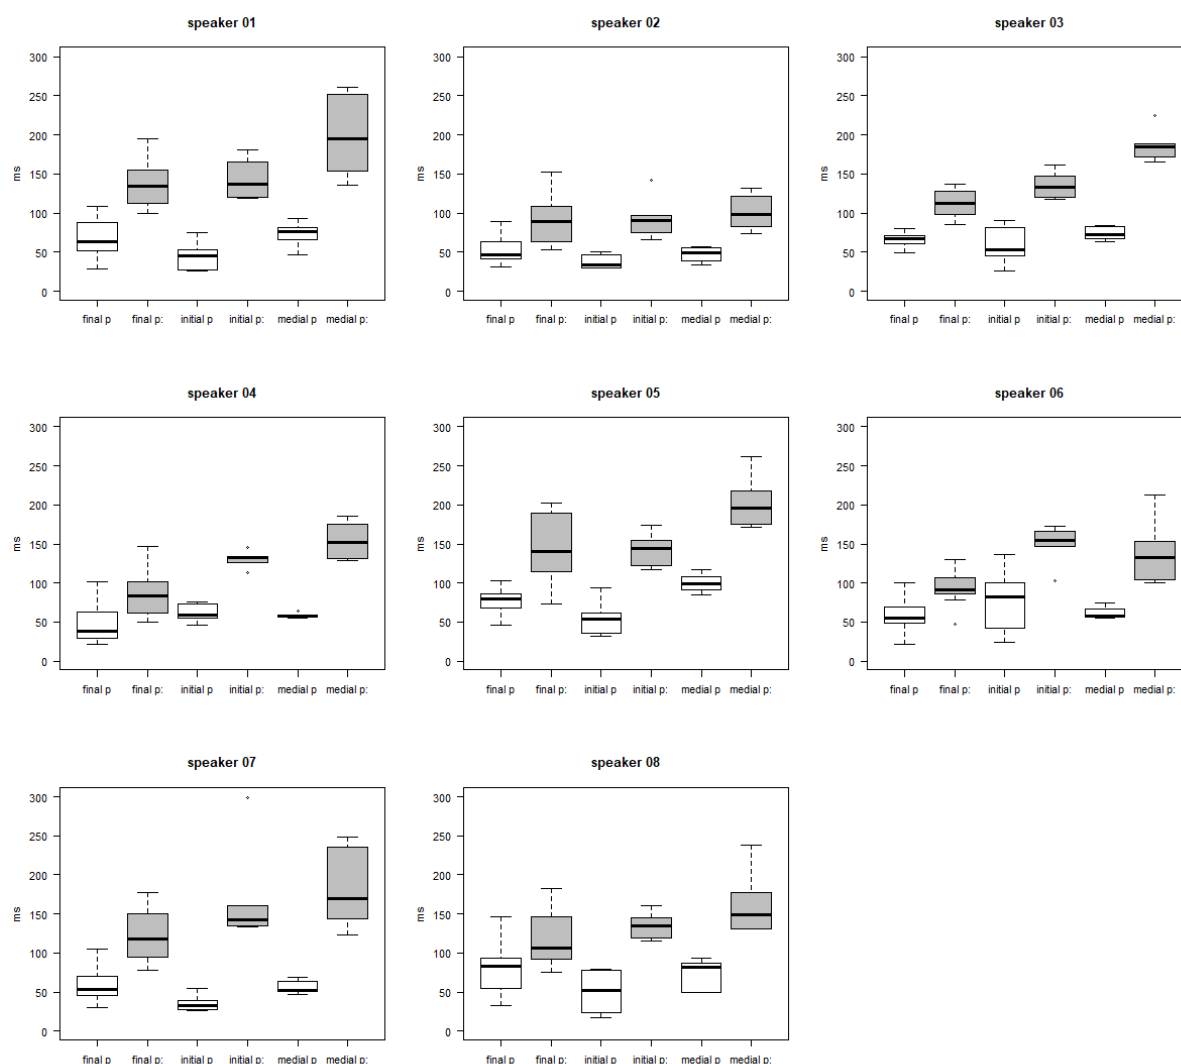 speaker 01
speaker 02
speaker 03
300
250
200
150
100
50
0
ms
final p
final p:
initial p
initial p:
medial p
medial p:
300
250
200
150
100
50
0
ms
final p
final p:
initial p
initial p:
medial p
medial p:
300
250
200
150
100
50
0
ms
final p
final p:
initial p
initial p:
medial p
medial p:
speaker 04
speaker 05
speaker 06
300
250
200
150
100
50
0
ms
final p
final p:
initial p
initial p:
medial p
medial p:
300
250
200
150
100
50
0
ms
final p
final p:
initial p
initial p:
medial p
medial p:
300
250
200
150
100
50
0
ms
final p
final p:
initial p
initial p:
medial p
medial p:
speaker 07
speaker 08
300
250
200
150
100
50
0
ms
final p
final p:
initial p
initial p:
medial p
medial p:
300
250
200
150
100
50
0
ms
final p
final p:
initial p
initial p:
medial p
medial p: